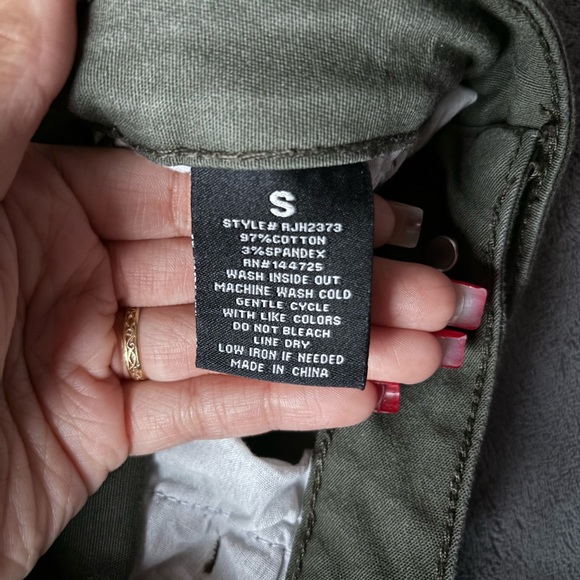 S
STYLE# RJH2373
97%COTTON
3%SPANDEX
RN#144725
WASH INSIDE OUT
MACHINE WASH COLD
GENTLE CYCLE
WITH LIKE COLORS
DO NOT BLEACH
LINE DRY
LOW IRON IF NEEDED
MADE IN CHINA